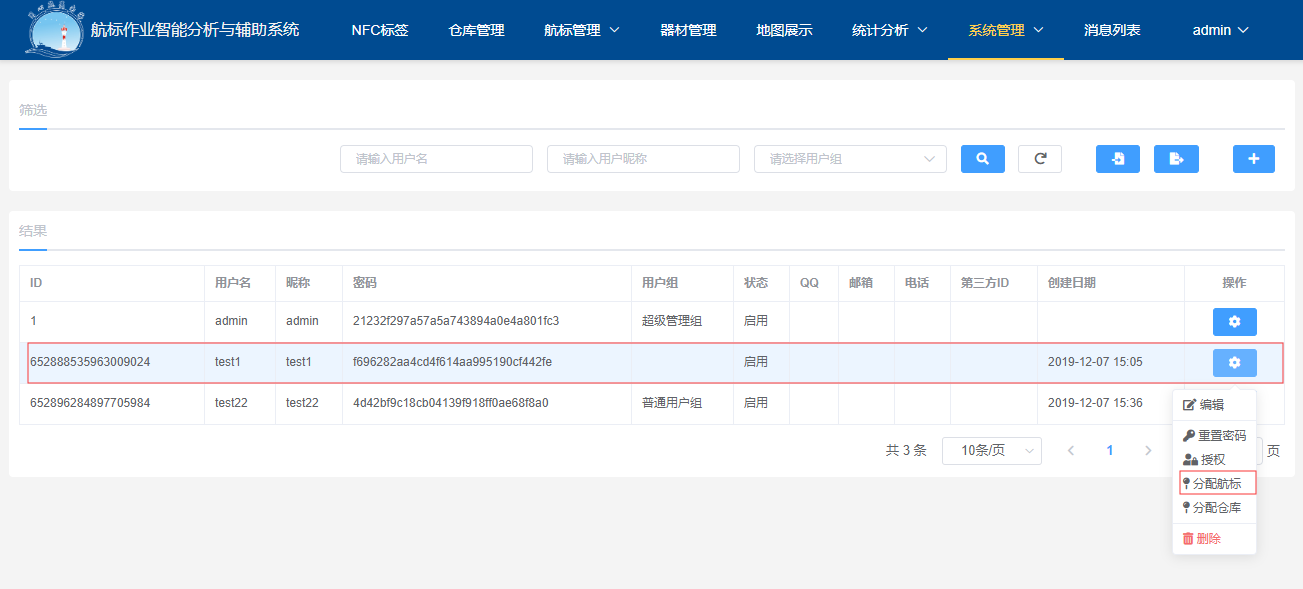 航标作业智能分析与辅助系统 NFC标签 仓库管理 航标管理 器材管理 地图展示 统计分析 系统管理 消息列表 admin
筛选
请输入用户名 请输入用户昵称 请选择用户组
结果
ID 用户名 昵称 密码 用户组 状态 QQ 邮箱 电话 第三方ID 创建日期 操作
1 admin admin 21232f297a57a5a743894a0e4a801fc3 超级管理组 启用
652888535963009024 test1 test1 f696282aa4cd4f614aa995190cf442fe 启用 2019-12-07 15:05
652896284897705984 test22 test22 4d42bf9c18cb04139f918ff0ae68f8a0 普通用户组 启用 2019-12-07 15:36
共 3 条 10条/页 1 页
编辑
重置密码
授权
分配航标
分配仓库
删除